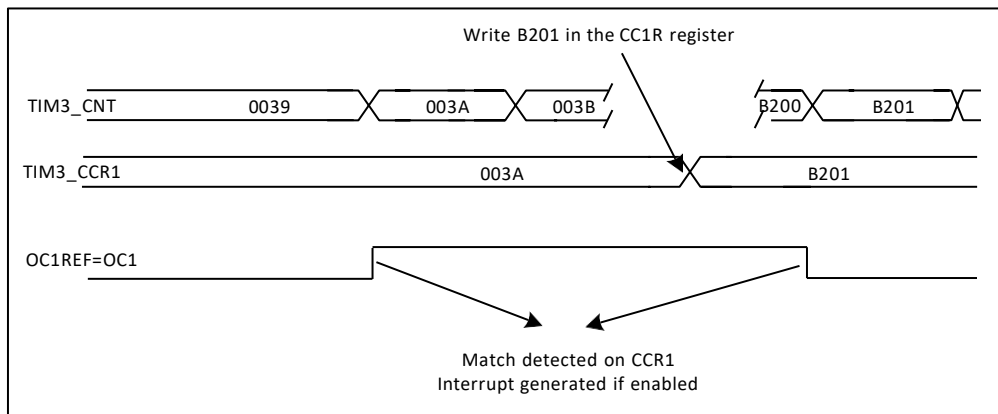 Write B201 in the CC1R register
TIM3_CNT 0039 003A 003B B200 B201
TIM3_CCR1 003A B201
OC1REF=OC1
Match detected on CCR1
Interrupt generated if enabled